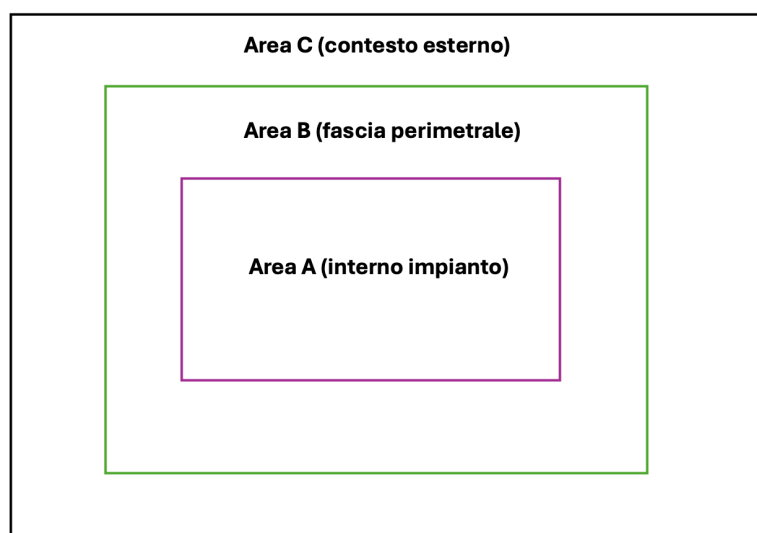 Area C (contesto esterno)
Area B (fascia perimetrale)
Area A (interno impianto)